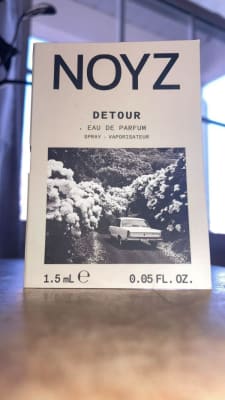 NOYZ
DETOUR
EAU DE PARFUM
SPRAY - VAPORISATEUR
1.5 mL ℮ 0.05 FL. OZ.